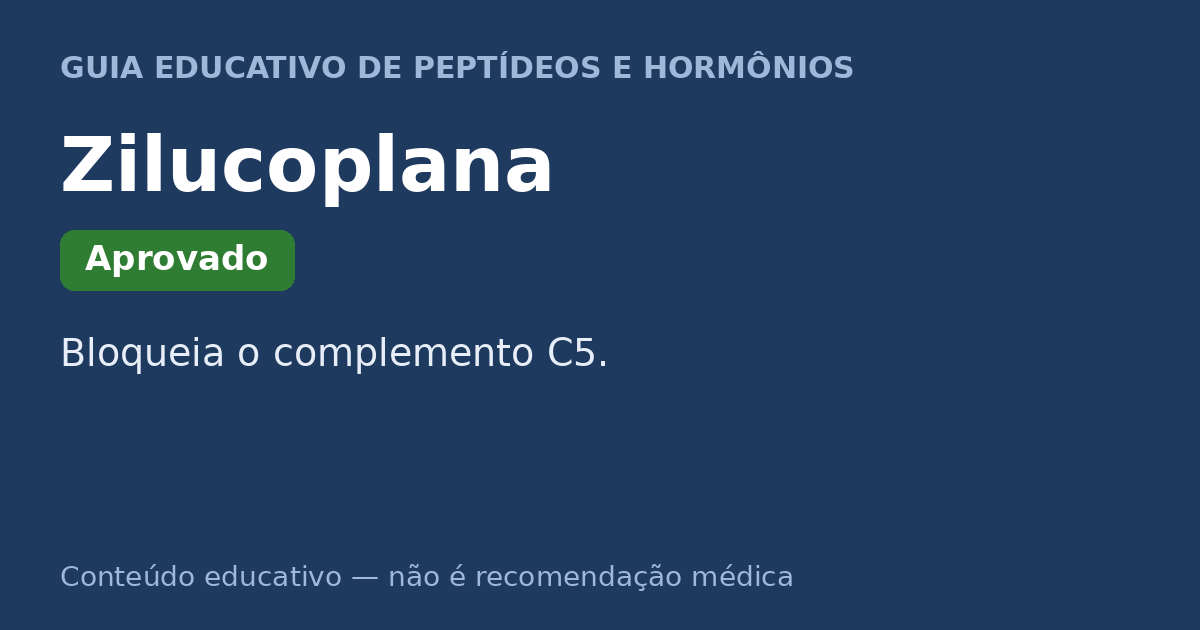 GUIA EDUCATIVO DE PEPTÍDEOS E HORMÔNIOS
Zilucoplana
Aprovado
Bloqueia o complemento C5.
Conteúdo educativo — não é recomendação médica